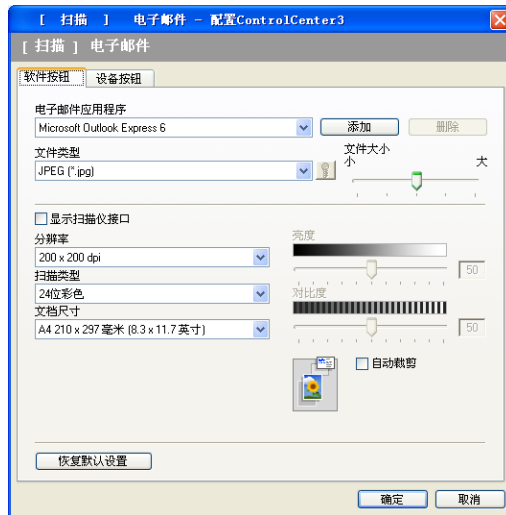 [ 扫描 ] 电子邮件 - 配置ControlCenter3
[ 扫描 ] 电子邮件
软件按钮 设备按钮
电子邮件应用程序
Microsoft Outlook Express 6 添加 删除
文件类型 文件大小
小 大
JPEG (*.jpg)
显示扫描仪接口
分辨率 亮度
200 x 200 dpi 50
扫描类型
24位彩色 对比度
文档尺寸
A4 210 x 297 毫米 (8.3 x 11.7 英寸) 50
自动裁剪
恢复默认设置
确定 取消